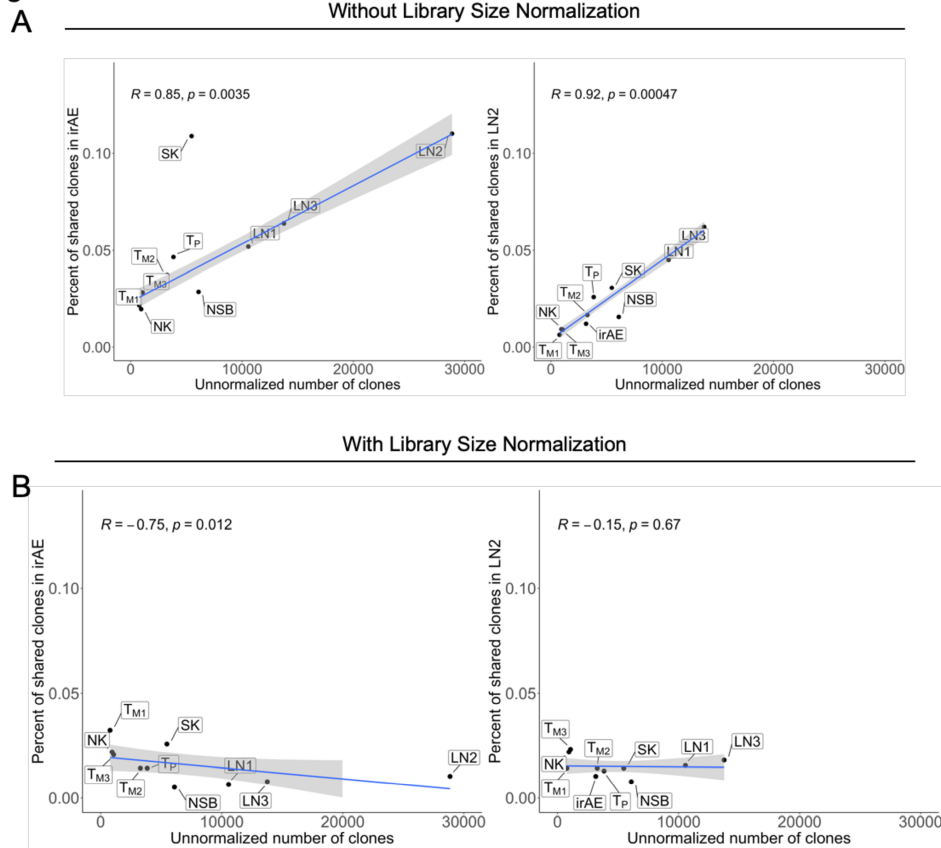 Without Library Size Normalization
A
R = 0.85, p = 0.0035
Percent of shared clones in irAE
0.10
0.05
0.00
SK
LN2
LN3
LN1
TP
TM2
TM3
TM1
NK
NSB
0 10000 20000 30000
Unnormalized number of clones
R = 0.92, p = 0.00047
Percent of shared clones in LN2
0.10
0.05
0.00
LN3
LN1
SK
TP
TM2
NSB
NK
irAE
TM1 TM3
0 10000 20000 30000
Unnormalized number of clones
With Library Size Normalization
B
R = −0.75, p = 0.012
Percent of shared clones in irAE
0.10
0.05
0.00
TM1
SK
NK
TP
LN1
LN2
TM3
TM2
NSB
LN3
0 10000 20000 30000
Unnormalized number of clones
R = −0.15, p = 0.67
Percent of shared clones in LN2
0.10
0.05
0.00
TM3
TM2
SK
LN1
LN3
NK
TM1
irAE
TP
NSB
0 10000 20000 30000
Unnormalized number of clones